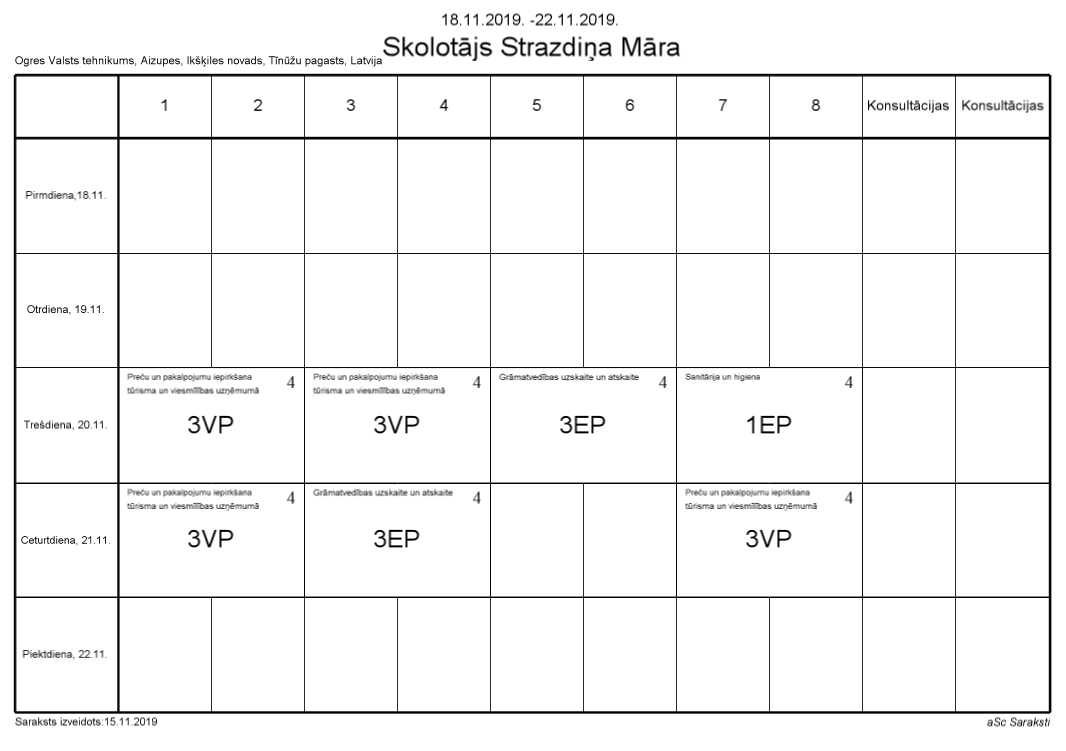 18.11.2019. -22.11.2019.
Skolotājs Strazdiņa Māra
Ogres Valsts tehnikums, Aizupes, Ikšķiles novads, Tīnūžu pagasts, Latvija
1 2 3 4 5 6 7 8 Konsultācijas Konsultācijas
Pirmdiena,18.11.
Otrdiena, 19.11.
Trešdiena, 20.11.
Preču un pakalpojumu iepirkšana
tūrisma un viesmīlības uzņēmumā
4
3VP
Preču un pakalpojumu iepirkšana
tūrisma un viesmīlības uzņēmumā
4
3VP
Grāmatvedības uzskaite un atskaite
4
3EP
Sanitārija un higiena
4
1EP
Ceturtdiena, 21.11.
Preču un pakalpojumu iepirkšana
tūrisma un viesmīlības uzņēmumā
4
3VP
Grāmatvedības uzskaite un atskaite
4
3EP
Preču un pakalpojumu iepirkšana
tūrisma un viesmīlības uzņēmumā
4
3VP
Piektdiena, 22.11.
Saraksts izveidots:15.11.2019
aSc Saraksti